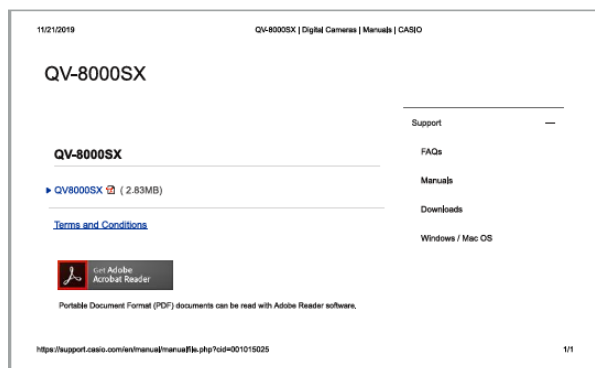 11/21/2019 QV-8000SX | Digital Cameras | Manuals | CASIO
QV-8000SX
Support —
QV-8000SX
FAQs
QV8000SX ( 2.83MB)
Manuals
Downloads
Terms and Conditions
Windows / Mac OS
Get Adobe
Acrobat Reader
Portable Document Format (PDF) documents can be read with Adobe Reader software.
https://support.casio.com/en/manual/manualfile.php?cid=001015025 1/1